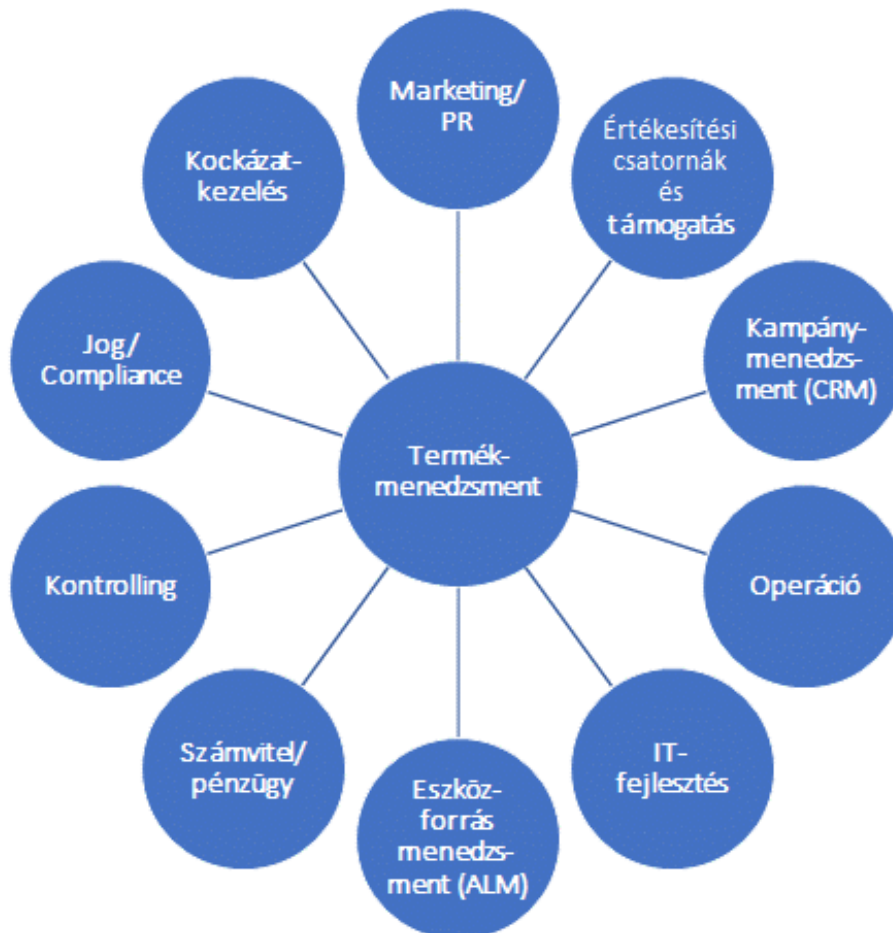 Marketing/
PR
Értékesítési
csatornák
és
támogatás
Kampány-
menedzs-
ment (CRM)
Operáció
IT-
fejlesztés
Eszköz-
forrás
menedzs-
ment (ALM)
Számvitel/
pénzügy
Kontrolling
Jog/
Compliance
Kockázat-
kezelés
Termék-
menedzsment